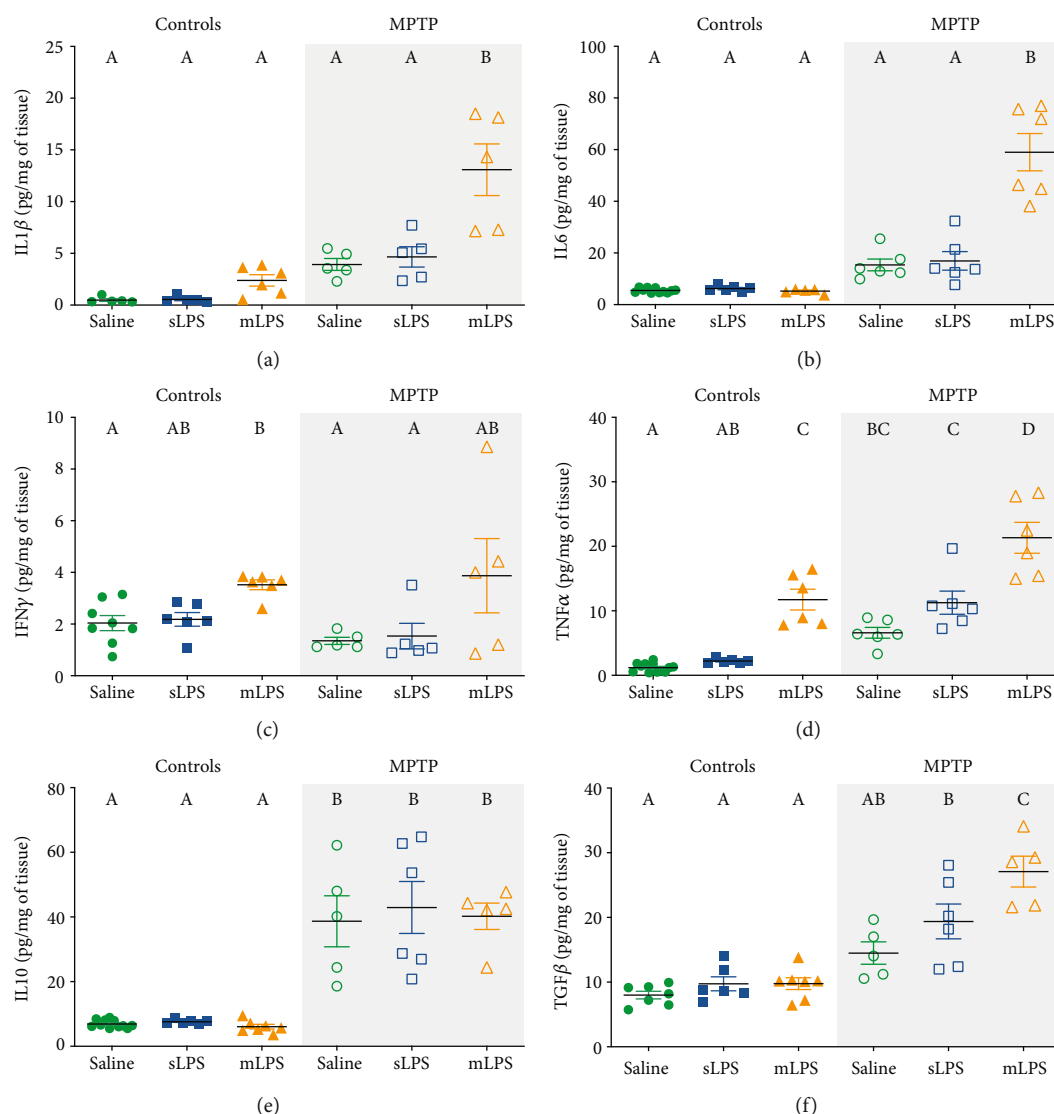 Controls MPTP
A A A A A B
25
20
15
10
5
0
IL1β (pg/mg of tissue)
Saline sLPS mLPS Saline sLPS mLPS
(a)
Controls MPTP
A A A A A B
100
80
60
40
20
0
IL6 (pg/mg of tissue)
Saline sLPS mLPS Saline sLPS mLPS
(b)
Controls MPTP
A AB B A A AB
10
8
6
4
2
0
IFNγ (pg/mg of tissue)
Saline sLPS mLPS Saline sLPS mLPS
(c)
Controls MPTP
A AB C BC C D
40
30
20
10
0
TNFα (pg/mg of tissue)
Saline sLPS mLPS Saline sLPS mLPS
(d)
Controls MPTP
A A A B B B
80
60
40
20
0
IL10 (pg/mg of tissue)
Saline sLPS mLPS Saline sLPS mLPS
(e)
Controls MPTP
A A A AB B C
40
30
20
10
0
TGFβ (pg/mg of tissue)
Saline sLPS mLPS Saline sLPS mLPS
(f)